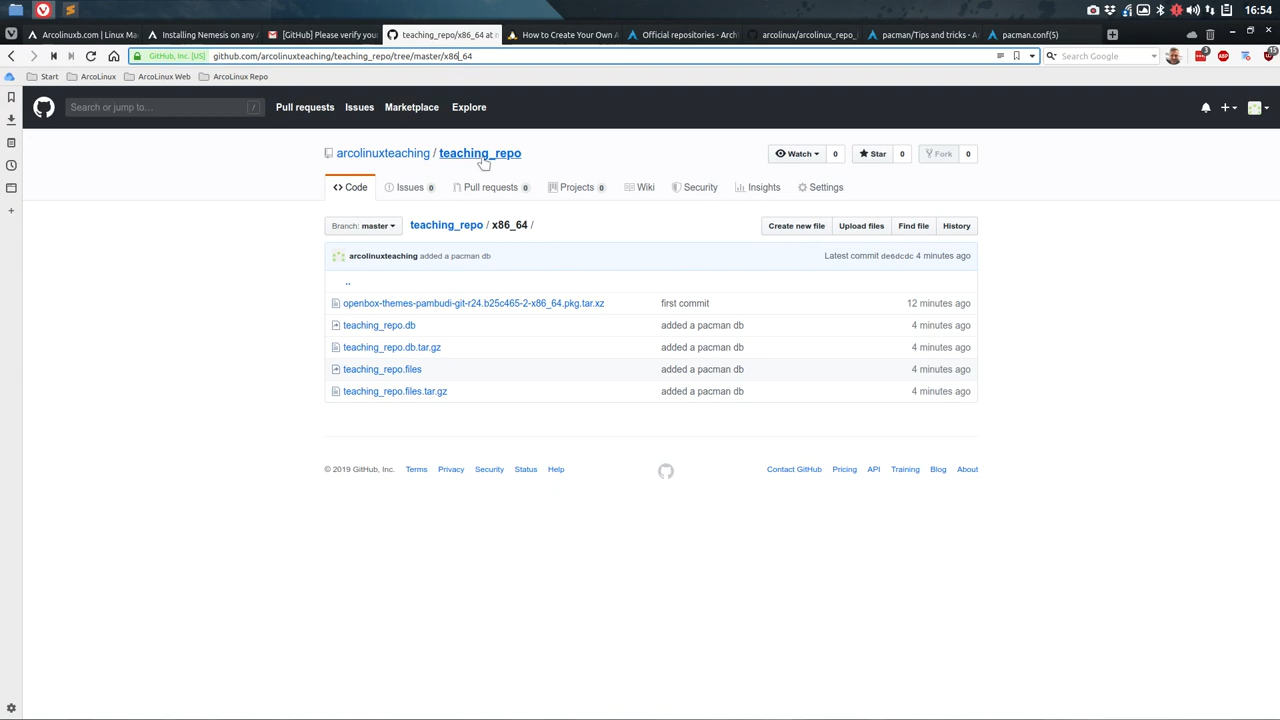 16:54
Arcolinuxb.com | Linux Mad
Installing Nemesis on any A
[GitHub] Please verify your
teaching_repo/x86_64 at m
How to Create Your Own A
Official repositories - Arch
arcolinux/arcolinux_repo_i
pacman/Tips and tricks - A
pacman.conf(5)
GitHub, Inc. [US]
github.com/arcolinuxteaching/teaching_repo/tree/master/x86_64
Search Google
3
ABP
15
Start
ArcoLinux
ArcoLinux Web
ArcoLinux Repo
Search or jump to…
/
Pull requests
Issues
Marketplace
Explore
arcolinuxteaching / teaching_repo
Watch
0
Star
0
Fork
0
Code
Issues 0
Pull requests 0
Projects 0
Wiki
Security
Insights
Settings
Branch: master
teaching_repo / x86_64 /
Create new file
Upload files
Find file
History
arcolinuxteaching added a pacman db
Latest commit de6dcdc 4 minutes ago
..
openbox-themes-pambudi-git-r24.b25c465-2-x86_64.pkg.tar.xz first commit 12 minutes ago
teaching_repo.db added a pacman db 4 minutes ago
teaching_repo.db.tar.gz added a pacman db 4 minutes ago
teaching_repo.files added a pacman db 4 minutes ago
teaching_repo.files.tar.gz added a pacman db 4 minutes ago
© 2019 GitHub, Inc.
Terms
Privacy
Security
Status
Help
Contact GitHub
Pricing
API
Training
Blog
About